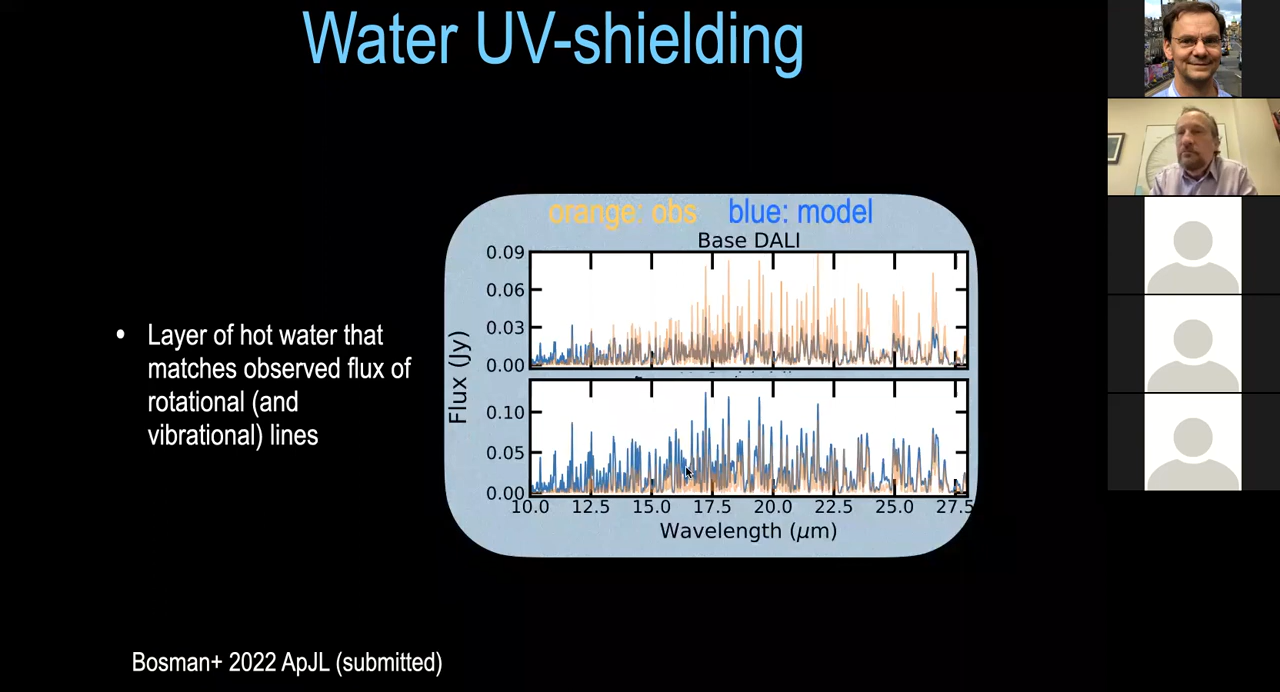 Water UV-shielding
orange: obs blue: model
Base DALI
0.09
0.06
0.03
0.00
0.10
0.05
0.00
Flux (Jy)
10.0 12.5 15.0 17.5 20.0 22.5 25.0 27.5
Wavelength (μm)
• Layer of hot water that
matches observed flux of
rotational (and
vibrational) lines
Bosman+ 2022 ApJL (submitted)